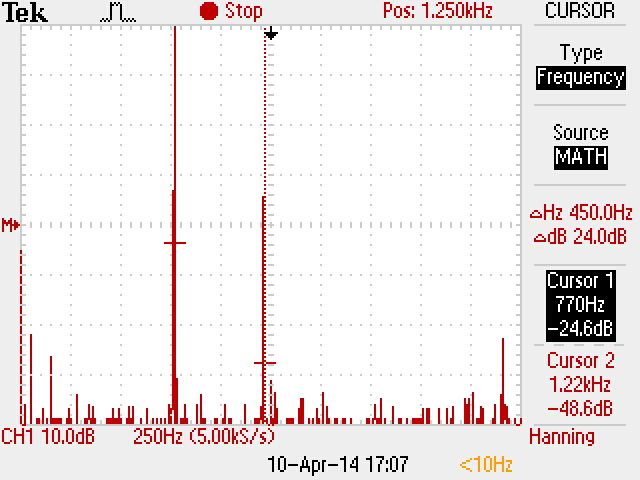 Tek Stop Pos: 1.250kHz CURSOR
Type
Frequency
Source
MATH
M
△Hz 450.0Hz
△dB 24.0dB
Cursor 1
770Hz
-24.6dB
Cursor 2
1.22kHz
-48.6dB
CH1 10.0dB 250Hz (5.00kS/s) Hanning
10-Apr-14 17:07 <10Hz